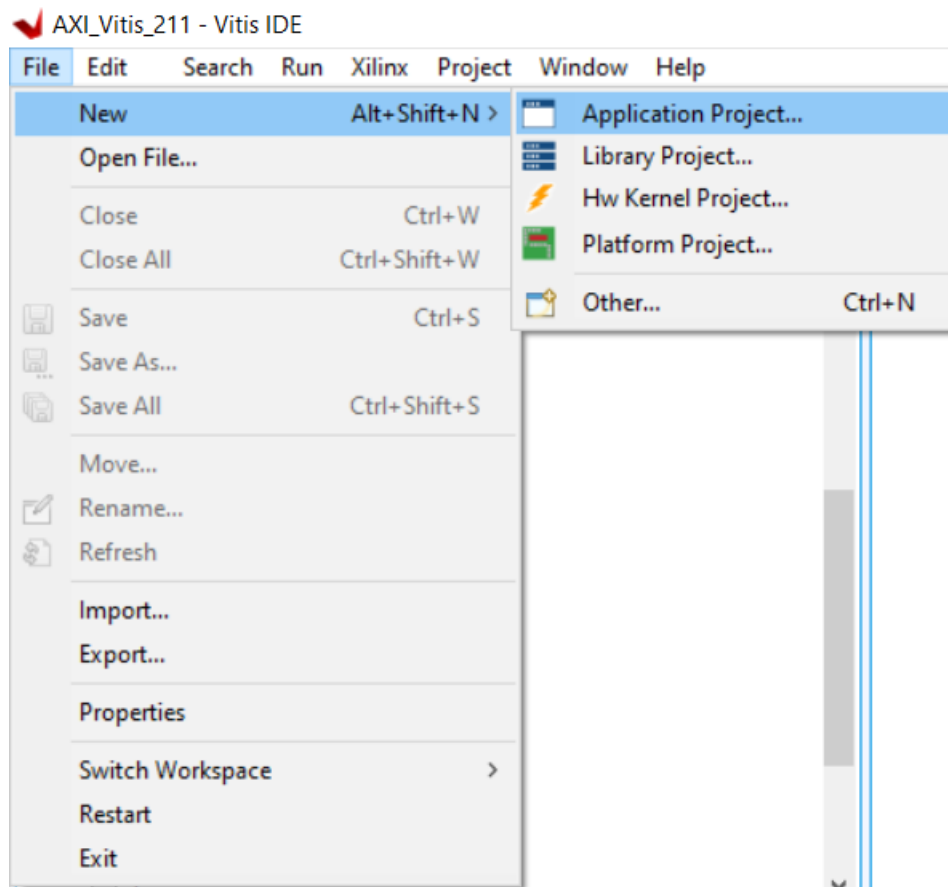 AXI_Vitis_211 - Vitis IDE
File Edit Search Run Xilinx Project Window Help
New Alt+Shift+N >
Application Project...
Library Project...
Hw Kernel Project...
Platform Project...
Other... Ctrl+N
Open File...
Close Ctrl+W
Close All Ctrl+Shift+W
Save Ctrl+S
Save As...
Save All Ctrl+Shift+S
Move...
Rename...
Refresh
Import...
Export...
Properties
Switch Workspace >
Restart
Exit